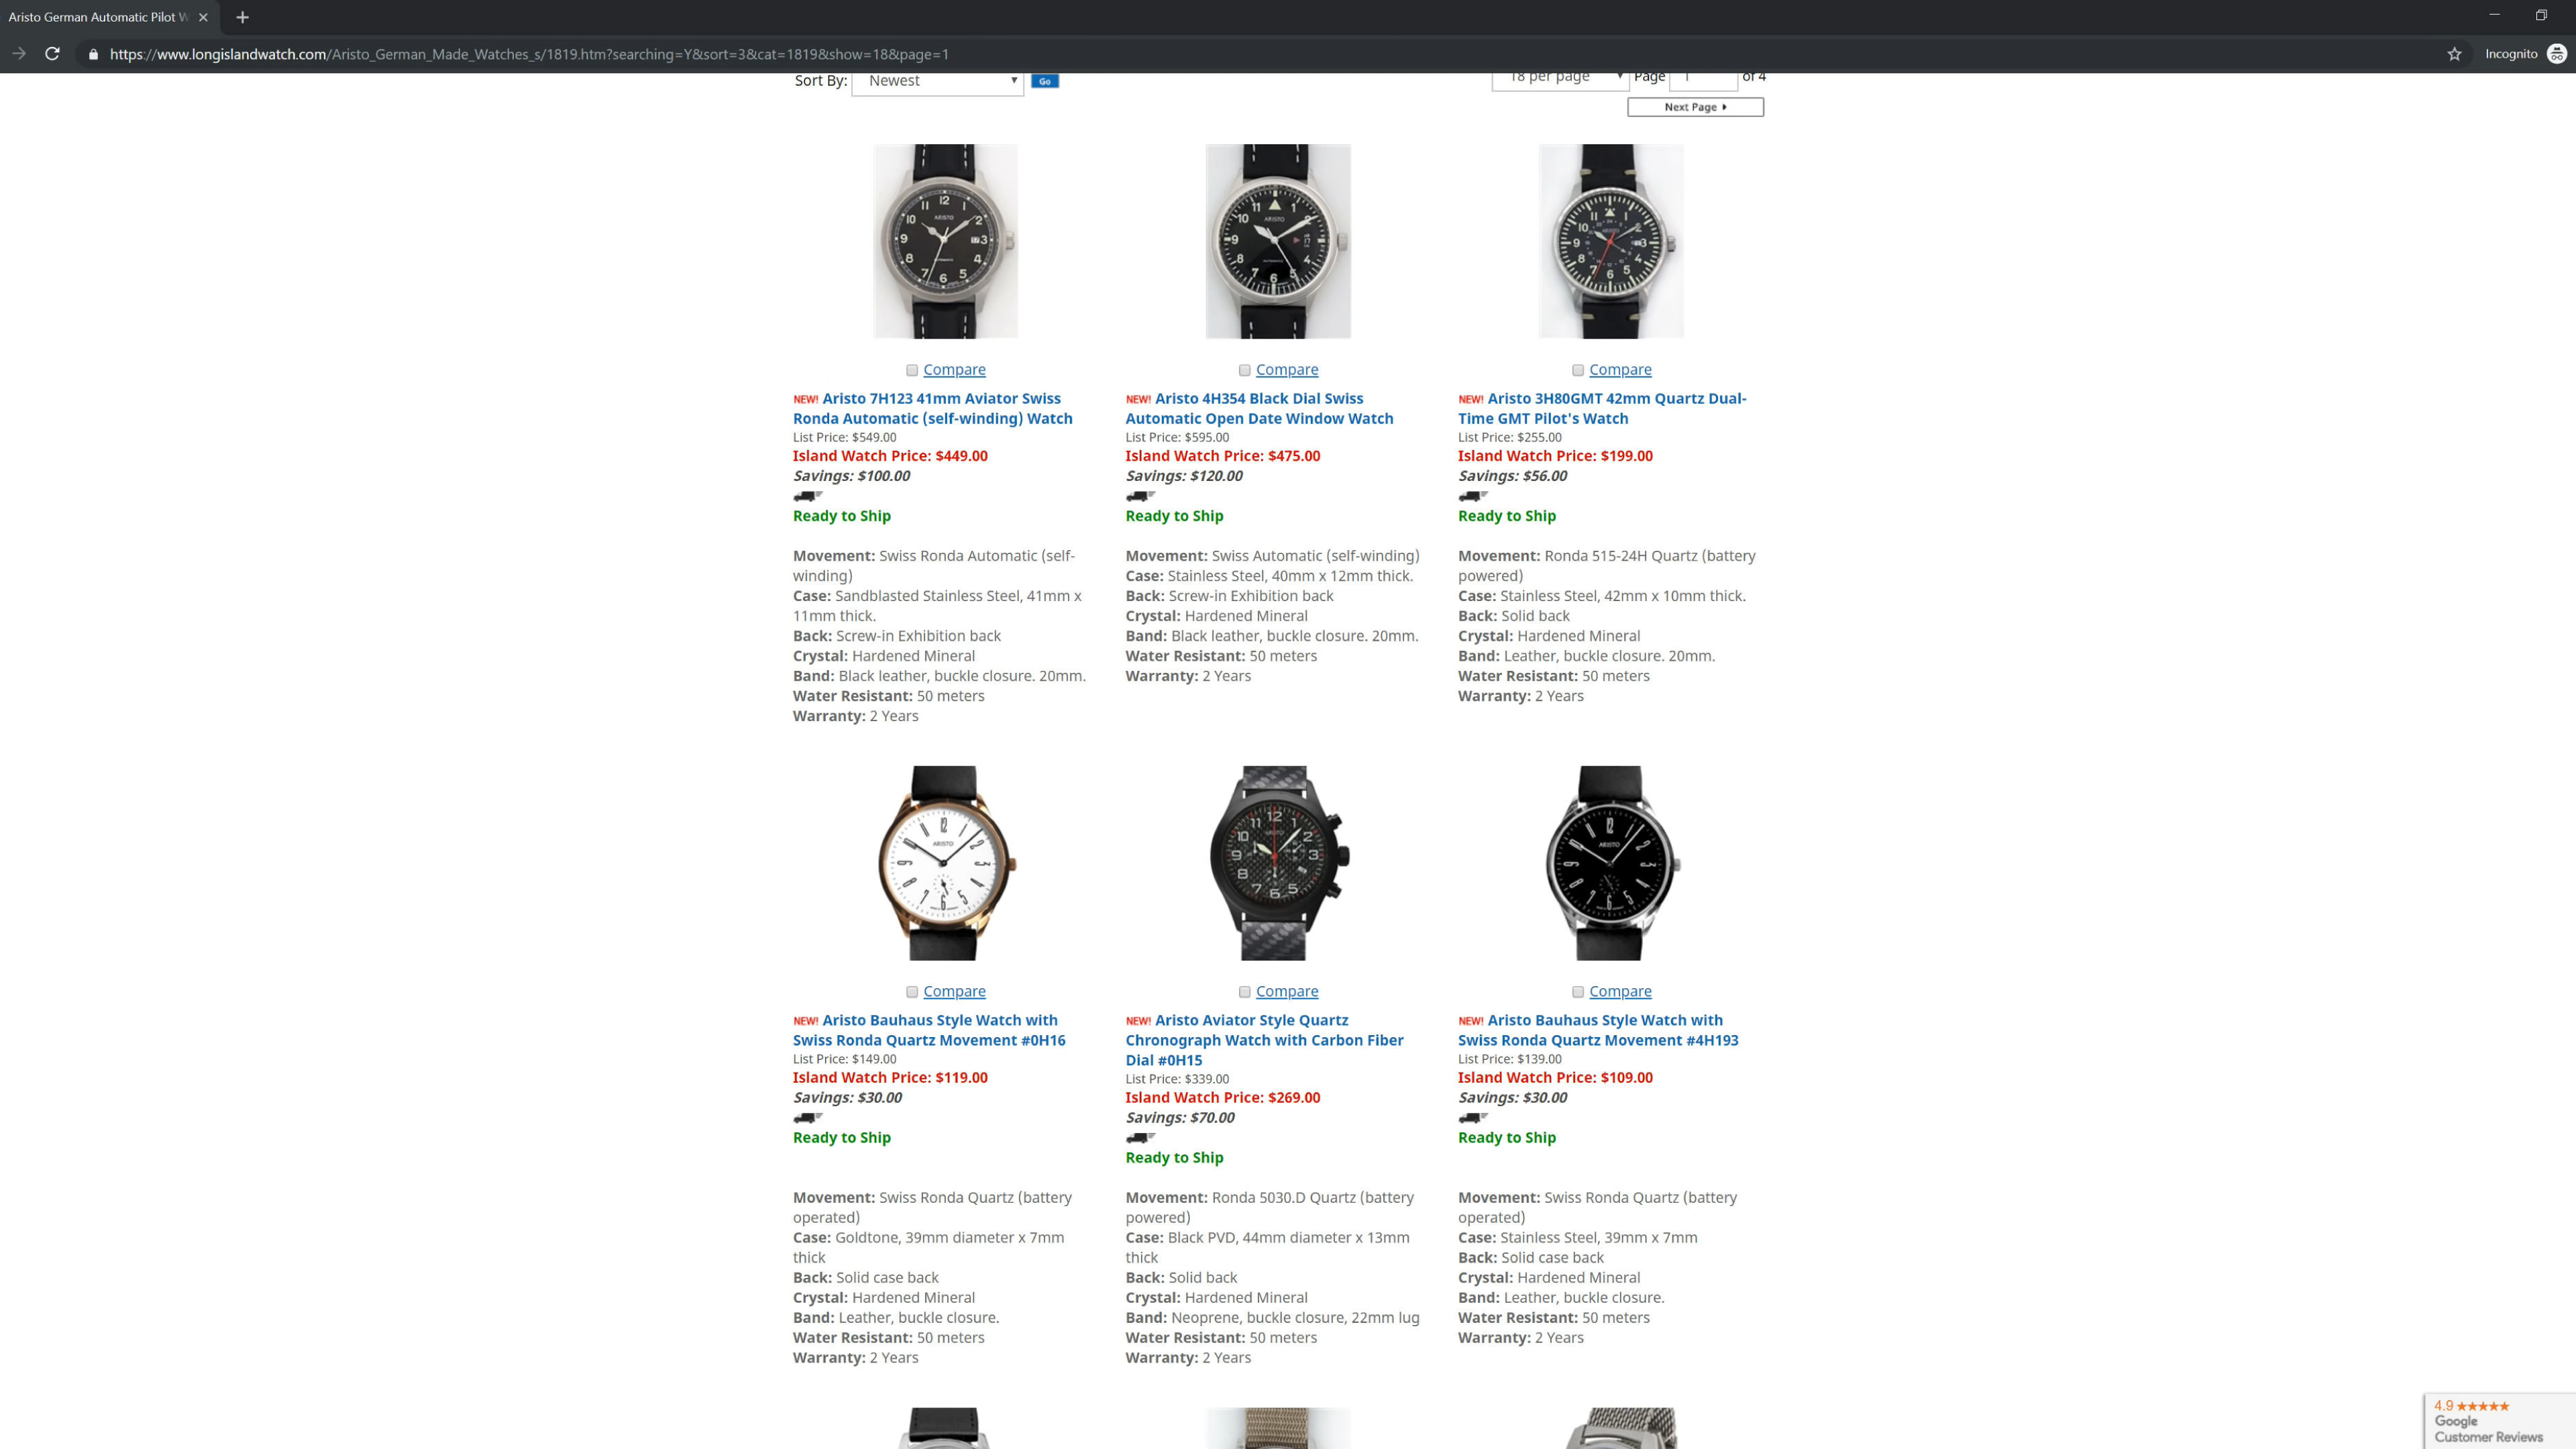 Aristo German Automatic Pilot W
https://www.longislandwatch.com/Aristo_German_Made_Watches_s/1819.htm?searching=Y&sort=3&cat=1819&show=18&page=1
Incognito
Sort By: Newest Go
18 per page Page 1 of 4
Next Page
Compare Compare Compare
NEW! Aristo 7H123 41mm Aviator Swiss
Ronda Automatic (self-winding) Watch
List Price: $549.00
Island Watch Price: $449.00
Savings: $100.00
Ready to Ship
Movement: Swiss Ronda Automatic (self-
winding)
Case: Sandblasted Stainless Steel, 41mm x
11mm thick.
Back: Screw-in Exhibition back
Crystal: Hardened Mineral
Band: Black leather, buckle closure. 20mm.
Water Resistant: 50 meters
Warranty: 2 Years
NEW! Aristo 4H354 Black Dial Swiss
Automatic Open Date Window Watch
List Price: $595.00
Island Watch Price: $475.00
Savings: $120.00
Ready to Ship
Movement: Swiss Automatic (self-winding)
Case: Stainless Steel, 40mm x 12mm thick.
Back: Screw-in Exhibition back
Crystal: Hardened Mineral
Band: Black leather, buckle closure. 20mm.
Water Resistant: 50 meters
Warranty: 2 Years
NEW! Aristo 3H80GMT 42mm Quartz Dual-
Time GMT Pilot's Watch
List Price: $255.00
Island Watch Price: $199.00
Savings: $56.00
Ready to Ship
Movement: Ronda 515-24H Quartz (battery
powered)
Case: Stainless Steel, 42mm x 10mm thick.
Back: Solid back
Crystal: Hardened Mineral
Band: Leather, buckle closure. 20mm.
Water Resistant: 50 meters
Warranty: 2 Years
Compare Compare Compare
NEW! Aristo Bauhaus Style Watch with
Swiss Ronda Quartz Movement #0H16
List Price: $149.00
Island Watch Price: $119.00
Savings: $30.00
Ready to Ship
Movement: Swiss Ronda Quartz (battery
operated)
Case: Goldtone, 39mm diameter x 7mm
thick
Back: Solid case back
Crystal: Hardened Mineral
Band: Leather, buckle closure.
Water Resistant: 50 meters
Warranty: 2 Years
NEW! Aristo Aviator Style Quartz
Chronograph Watch with Carbon Fiber
Dial #0H15
List Price: $339.00
Island Watch Price: $269.00
Savings: $70.00
Ready to Ship
Movement: Ronda 5030.D Quartz (battery
powered)
Case: Black PVD, 44mm diameter x 13mm
thick
Back: Solid back
Crystal: Hardened Mineral
Band: Neoprene, buckle closure, 22mm lug
Water Resistant: 50 meters
Warranty: 2 Years
NEW! Aristo Bauhaus Style Watch with
Swiss Ronda Quartz Movement #4H193
List Price: $139.00
Island Watch Price: $109.00
Savings: $30.00
Ready to Ship
Movement: Swiss Ronda Quartz (battery
operated)
Case: Stainless Steel, 39mm x 7mm
Back: Solid case back
Crystal: Hardened Mineral
Band: Leather, buckle closure.
Water Resistant: 50 meters
Warranty: 2 Years
4.9 ★★★★★
Google
Customer Reviews